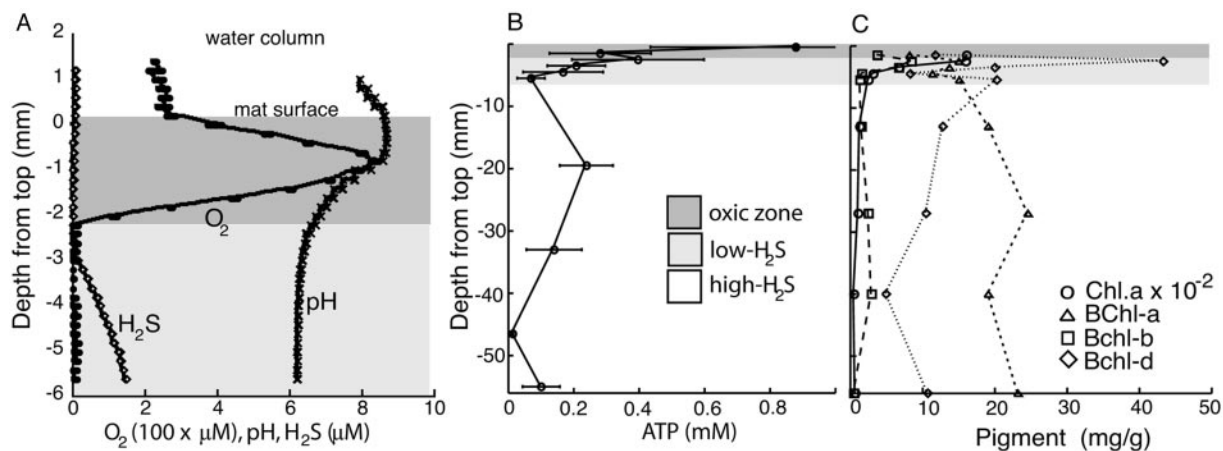 A
Depth from top (mm)
2
1
0
-1
-2
-3
-4
-5
-6
water column
mat surface
O2
H2S
pH
0 2 4 6 8 10
O2 (100 x µM), pH, H2S (µM)
B
Depth from top (mm)
-10
-20
-30
-40
-50
oxic zone
low-H2S
high-H2S
0 0.2 0.4 0.6 0.8
ATP (mM)
C
Chl.a x 10-2
BChl-a
Bchl-b
Bchl-d
0 10 20 30 40 50
Pigment (mg/g)